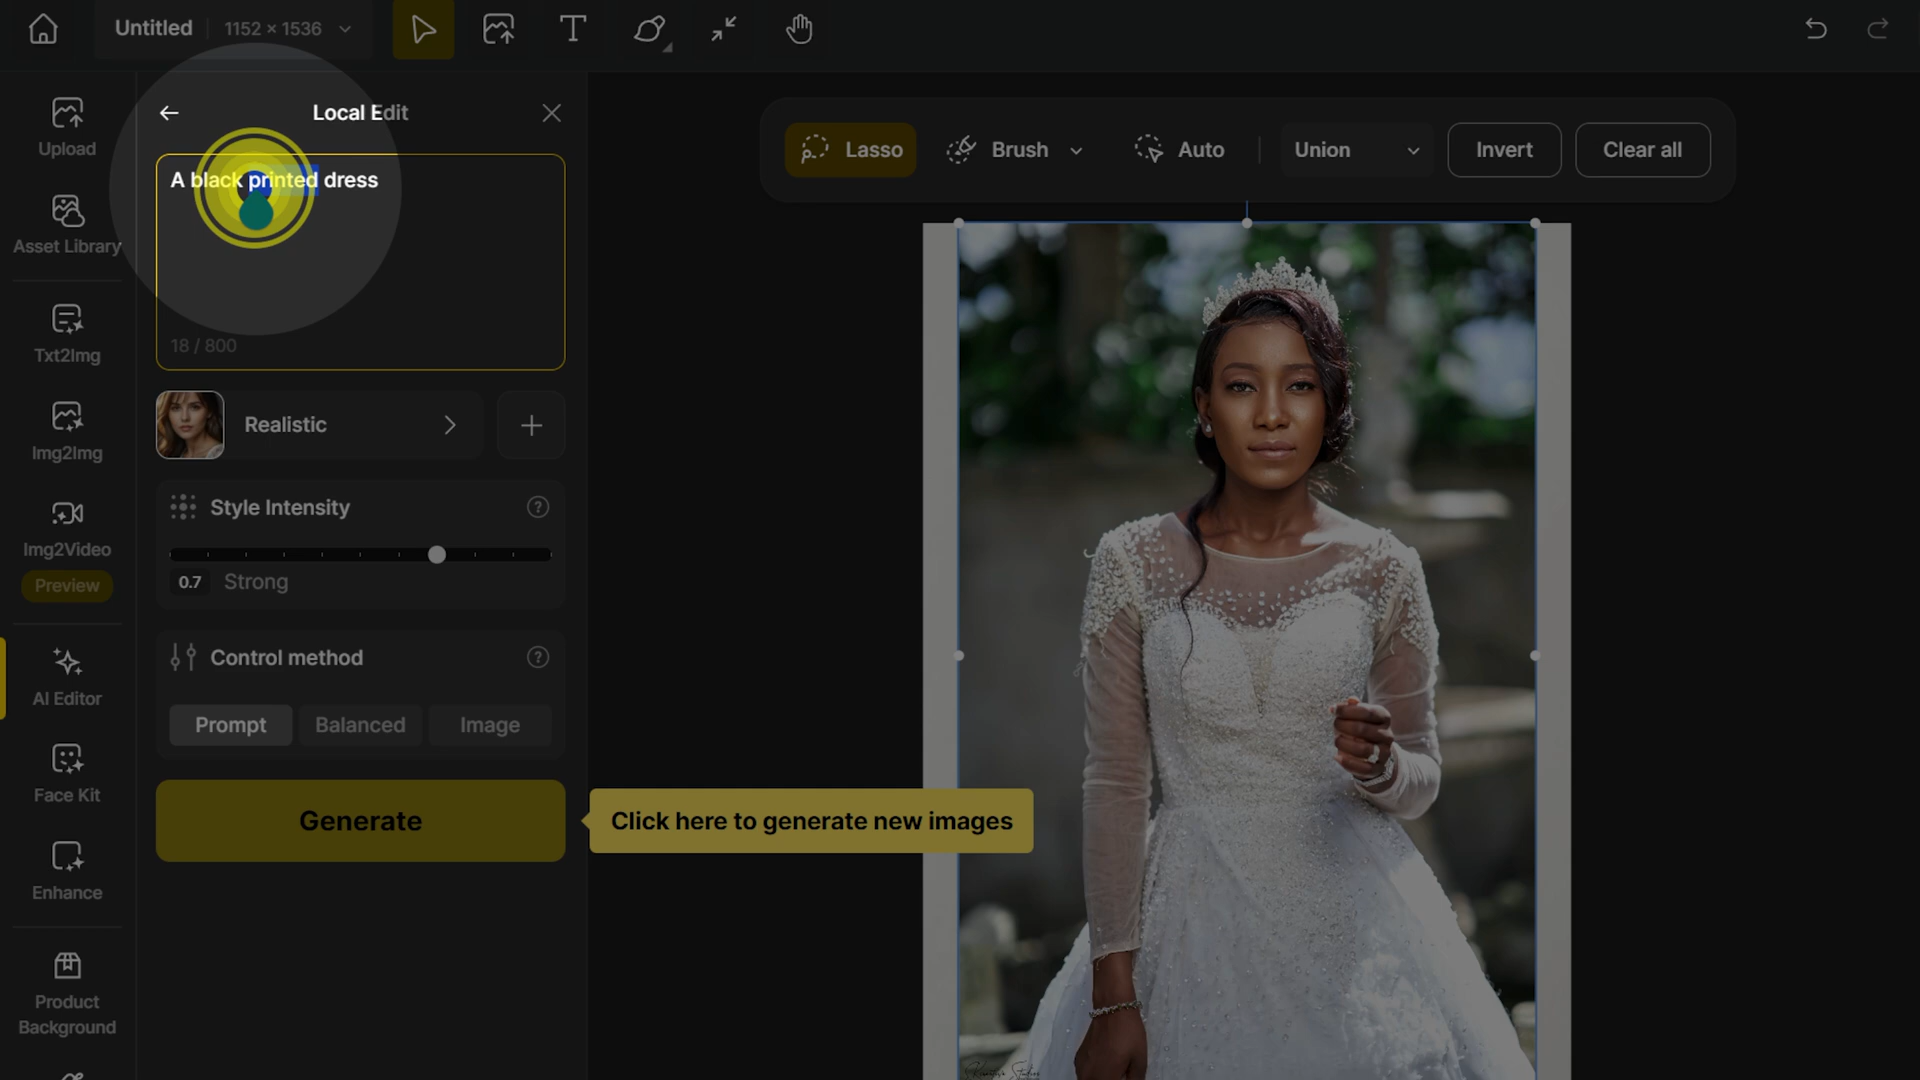 Untitled
1152 × 1536
Upload
Asset Library
Txt2Img
Img2Img
Img2Video
Preview
AI Editor
Face Kit
Enhance
Product
Background
Local Edit
A black printed dress
18 / 800
Realistic
Style Intensity
0.7 Strong
Control method
Prompt Balanced Image
Generate
Click here to generate new images
Lasso Brush Auto Union Invert Clear all